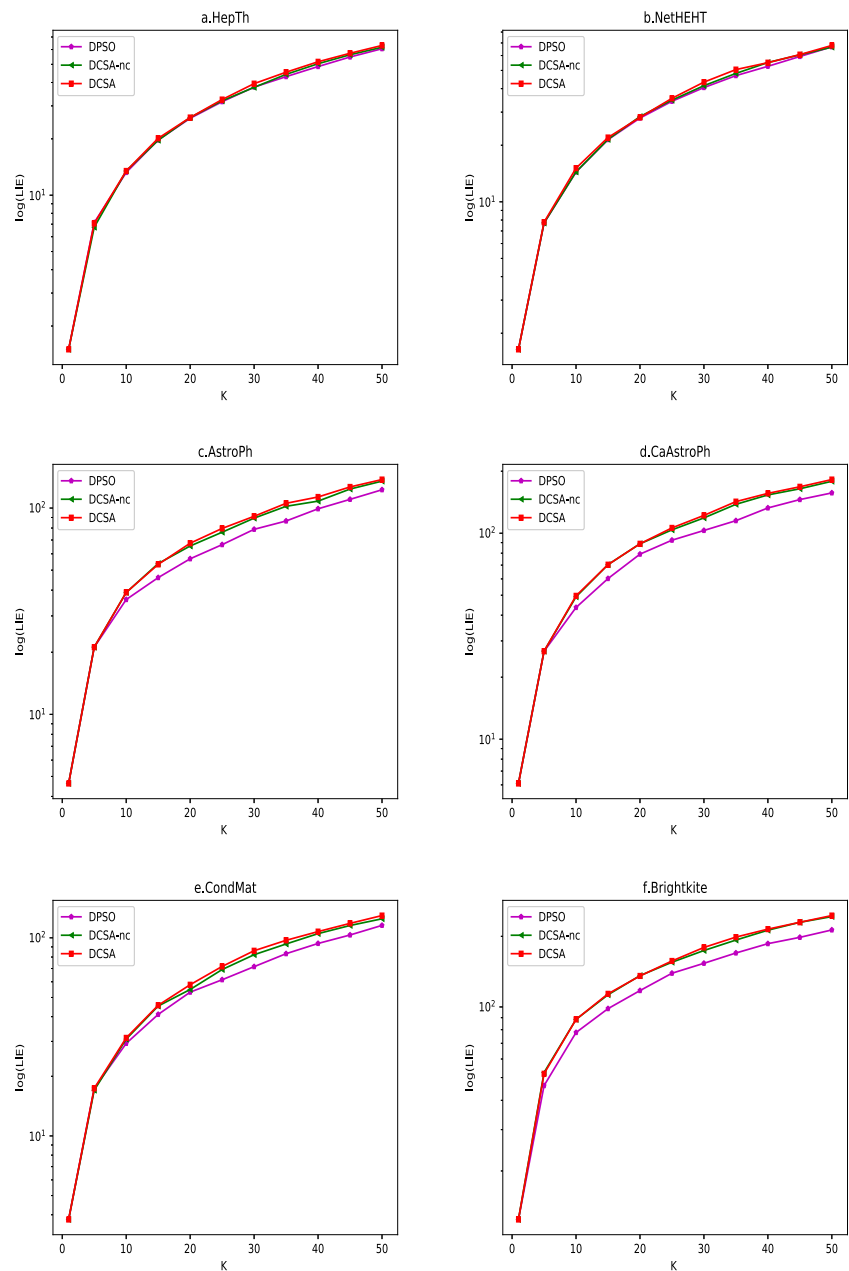 a.HepTh
DPSO
DCSA-nc
DCSA
log(LIE)
10¹
0 10 20 30 40 50
K
b.NetHEHT
DPSO
DCSA-nc
DCSA
log(LIE)
10¹
0 10 20 30 40 50
K
c.AstroPh
DPSO
DCSA-nc
DCSA
log(LIE)
10²
10¹
0 10 20 30 40 50
K
d.CaAstroPh
DPSO
DCSA-nc
DCSA
log(LIE)
10²
10¹
0 10 20 30 40 50
K
e.CondMat
DPSO
DCSA-nc
DCSA
log(LIE)
10²
10¹
0 10 20 30 40 50
K
f.Brightkite
DPSO
DCSA-nc
DCSA
log(LIE)
10²
0 10 20 30 40 50
K